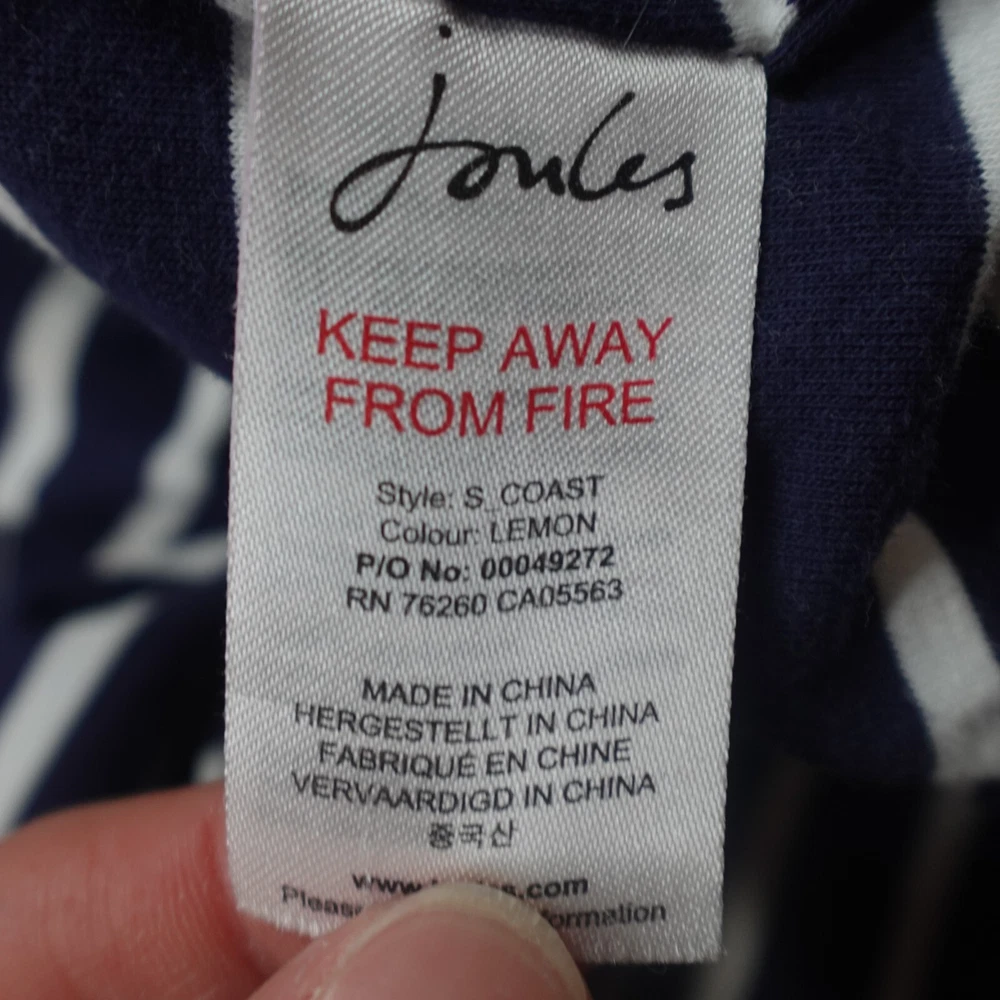 Joules
KEEP AWAY
FROM FIRE
Style: S_COAST
Colour: LEMON
P/O No: 00049272
RN 76260 CA05563
MADE IN CHINA
HERGESTELLT IN CHINA
FABRIQUÉ EN CHINE
VERVAARDIGD IN CHINA
중국산